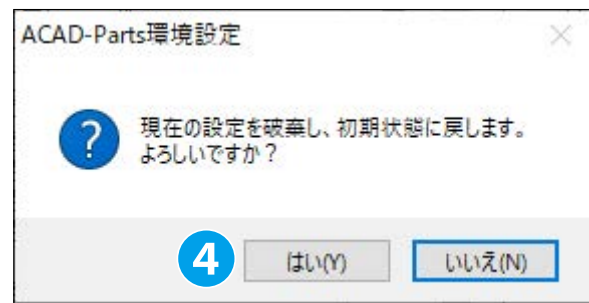 ACAD-Parts環境設定
?
現在の設定を破棄し、初期状態に戻します。
よろしいですか？
4
はい(Y)
いいえ(N)